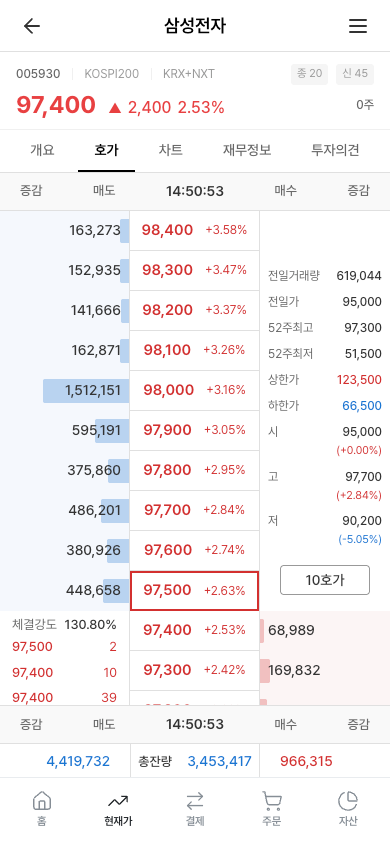 삼성전자
005930 KOSPI200 KRX+NXT 증 20 신 45
97,400 ▲ 2,400 2.53% 0주
개요 호가 차트 재무정보 투자의견
증감 매도 14:50:53 매수 증감
163,273 98,400 +3.58%
152,935 98,300 +3.47%
141,666 98,200 +3.37%
162,871 98,100 +3.26%
1,512,151 98,000 +3.16%
595,191 97,900 +3.05%
375,860 97,800 +2.95%
486,201 97,700 +2.84%
380,926 97,600 +2.74%
448,658 97,500 +2.63%
전일거래량 619,044
전일가 95,000
52주최고 97,300
52주최저 51,500
상한가 123,500
하한가 66,500
시 95,000
(+0.00%)
고 97,700
(+2.84%)
저 90,200
(-5.05%)
10호가
체결강도 130.80%
97,500 2
97,400 10
97,400 39
97,400 +2.53% 68,989
97,300 +2.42% 169,832
증감 매도 14:50:53 매수 증감
4,419,732 총잔량 3,453,417 966,315
홈 현재가 결제 주문 자산